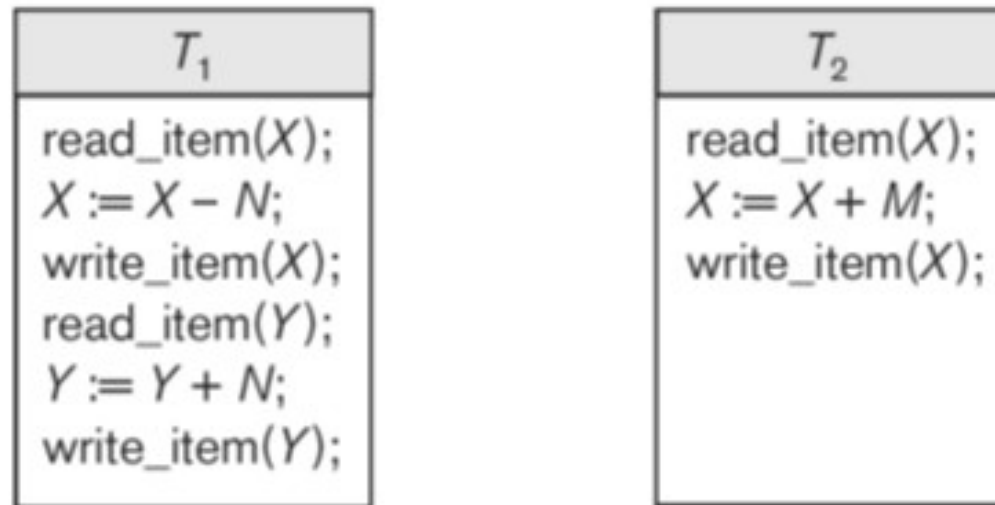 T₁
read_item(X);
X := X – N;
write_item(X);
read_item(Y);
Y := Y + N;
write_item(Y);
T₂
read_item(X);
X := X + M;
write_item(X);